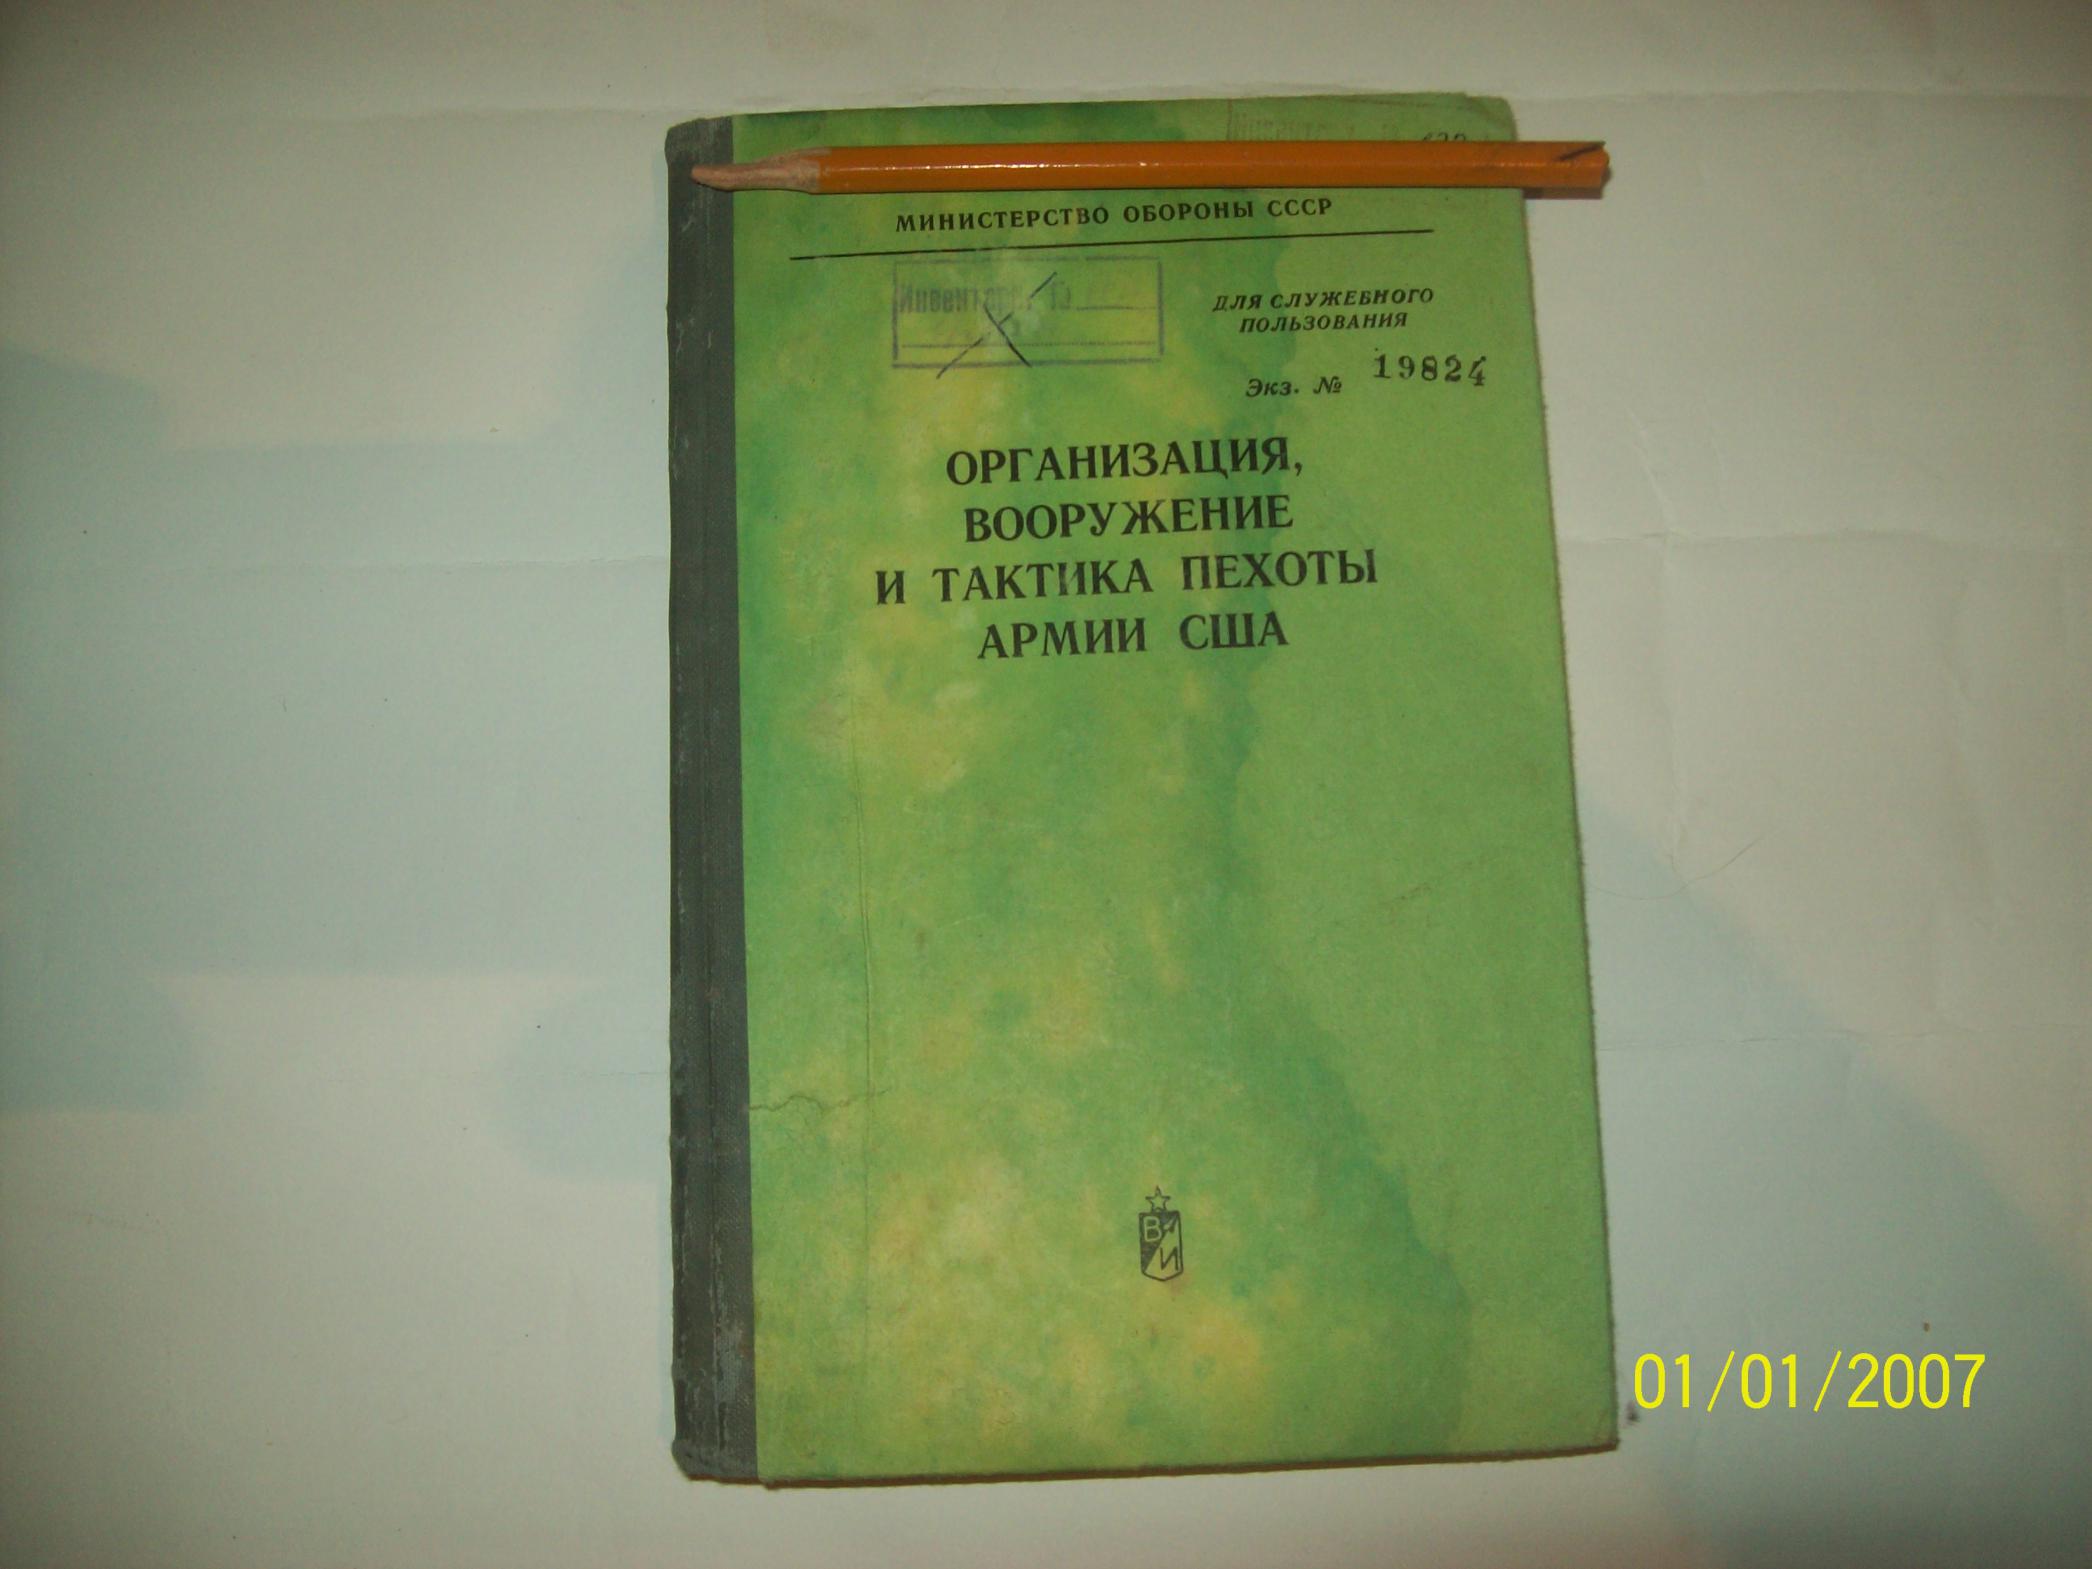 МИНИСТЕРСТВО ОБОРОНЫ СССР
ДЛЯ СЛУЖЕБНОГО
ПОЛЬЗОВАНИЯ
Экз. № 19824
ОРГАНИЗАЦИЯ,
ВООРУЖЕНИЕ
И ТАКТИКА ПЕХОТЫ
АРМИИ США
В
И
01/01/2007